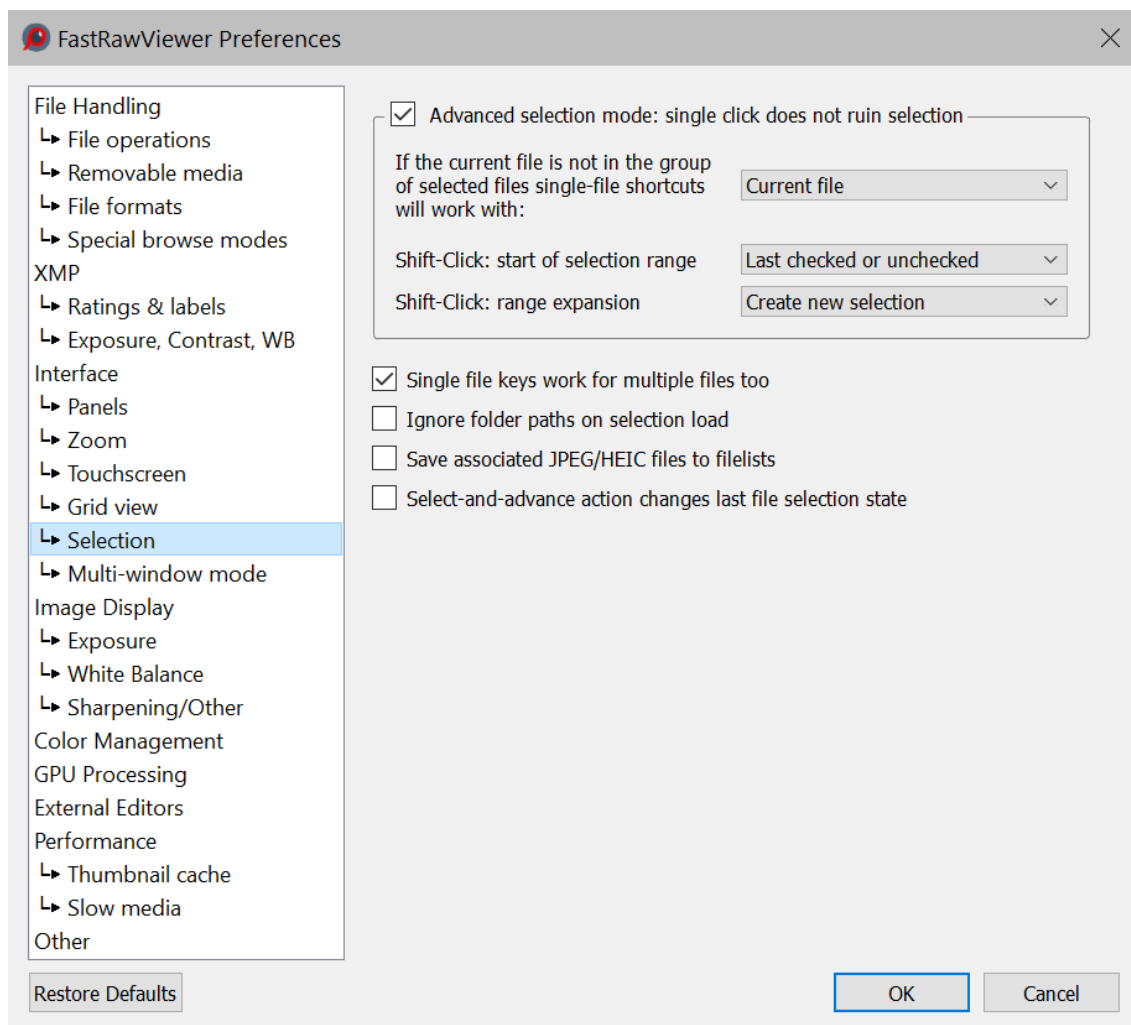 FastRawViewer Preferences
File Handling
File operations
Removable media
File formats
Special browse modes
XMP
Ratings & labels
Exposure, Contrast, WB
Interface
Panels
Zoom
Touchscreen
Grid view
Selection
Multi-window mode
Image Display
Exposure
White Balance
Sharpening/Other
Color Management
GPU Processing
External Editors
Performance
Thumbnail cache
Slow media
Other
Advanced selection mode: single click does not ruin selection
If the current file is not in the group
of selected files single-file shortcuts
will work with:
Current file
Shift-Click: start of selection range
Last checked or unchecked
Shift-Click: range expansion
Create new selection
Single file keys work for multiple files too
Ignore folder paths on selection load
Save associated JPEG/HEIC files to filelists
Select-and-advance action changes last file selection state
Restore Defaults
OK
Cancel